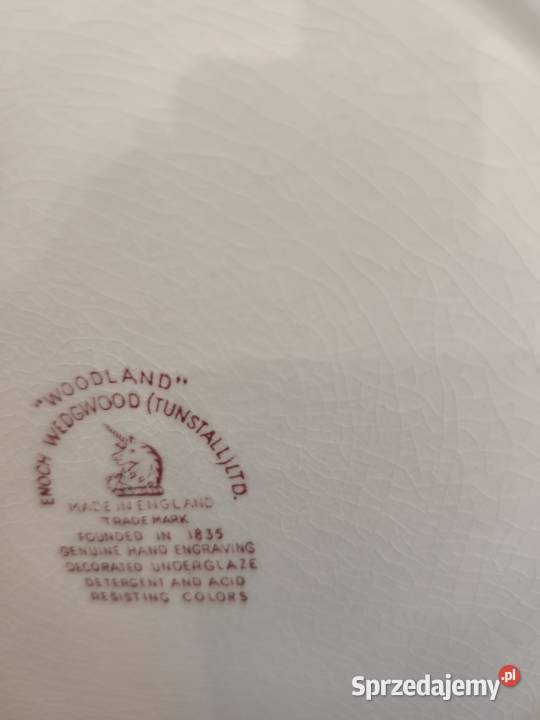 "WOODLAND"
ENOCH WEDGWOOD (TUNSTALL) LTD.
MADE IN ENGLAND
TRADE MARK
FOUNDED IN 1835
GENUINE HAND ENGRAVING
DECORATED UNDERGLAZE
DETERGENT AND ACID
RESISTING COLORS
Sprzedajemy.pl